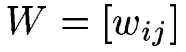 W = [w_{ij}]